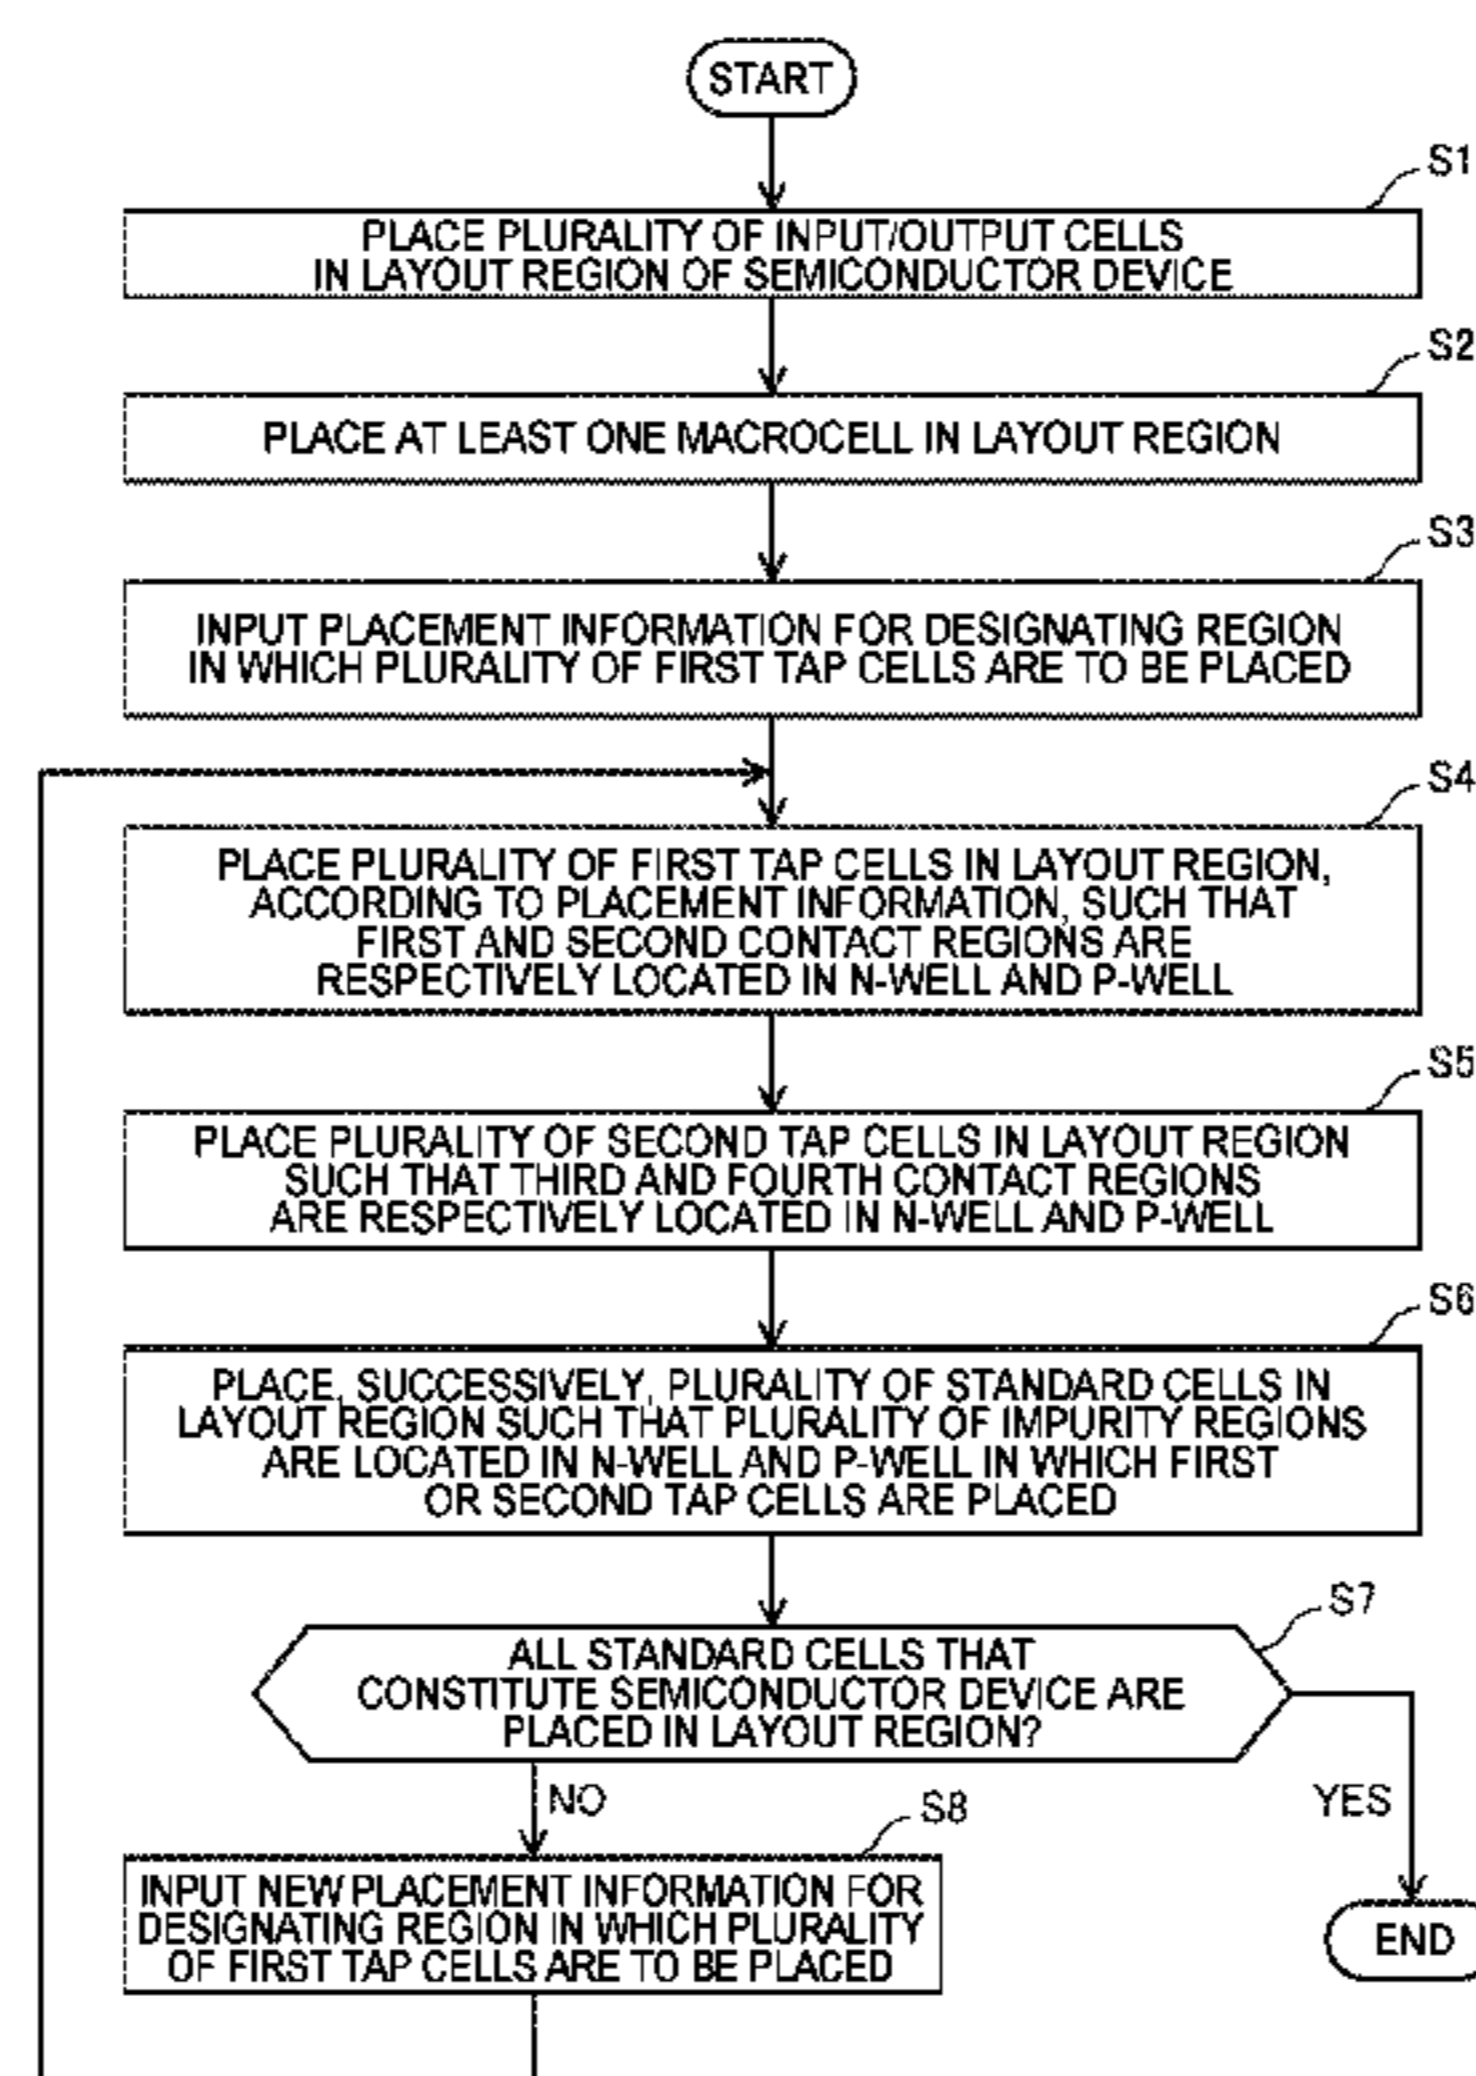 START
S1
PLACE PLURALITY OF INPUT/OUTPUT CELLS
IN LAYOUT REGION OF SEMICONDUCTOR DEVICE
S2
PLACE AT LEAST ONE MACROCELL IN LAYOUT REGION
S3
INPUT PLACEMENT INFORMATION FOR DESIGNATING REGION
IN WHICH PLURALITY OF FIRST TAP CELLS ARE TO BE PLACED
S4
PLACE PLURALITY OF FIRST TAP CELLS IN LAYOUT REGION,
ACCORDING TO PLACEMENT INFORMATION, SUCH THAT
FIRST AND SECOND CONTACT REGIONS ARE
RESPECTIVELY LOCATED IN N-WELL AND P-WELL
S5
PLACE PLURALITY OF SECOND TAP CELLS IN LAYOUT REGION
SUCH THAT THIRD AND FOURTH CONTACT REGIONS
ARE RESPECTIVELY LOCATED IN N-WELL AND P-WELL
S6
PLACE, SUCCESSIVELY, PLURALITY OF STANDARD CELLS IN
LAYOUT REGION SUCH THAT PLURALITY OF IMPURITY REGIONS
ARE LOCATED IN N-WELL AND P-WELL IN WHICH FIRST
OR SECOND TAP CELLS ARE PLACED
S7
ALL STANDARD CELLS THAT
CONSTITUTE SEMICONDUCTOR DEVICE ARE
PLACED IN LAYOUT REGION?
NO
YES
S8
INPUT NEW PLACEMENT INFORMATION FOR
DESIGNATING REGION IN WHICH PLURALITY
OF FIRST TAP CELLS ARE TO BE PLACED
END